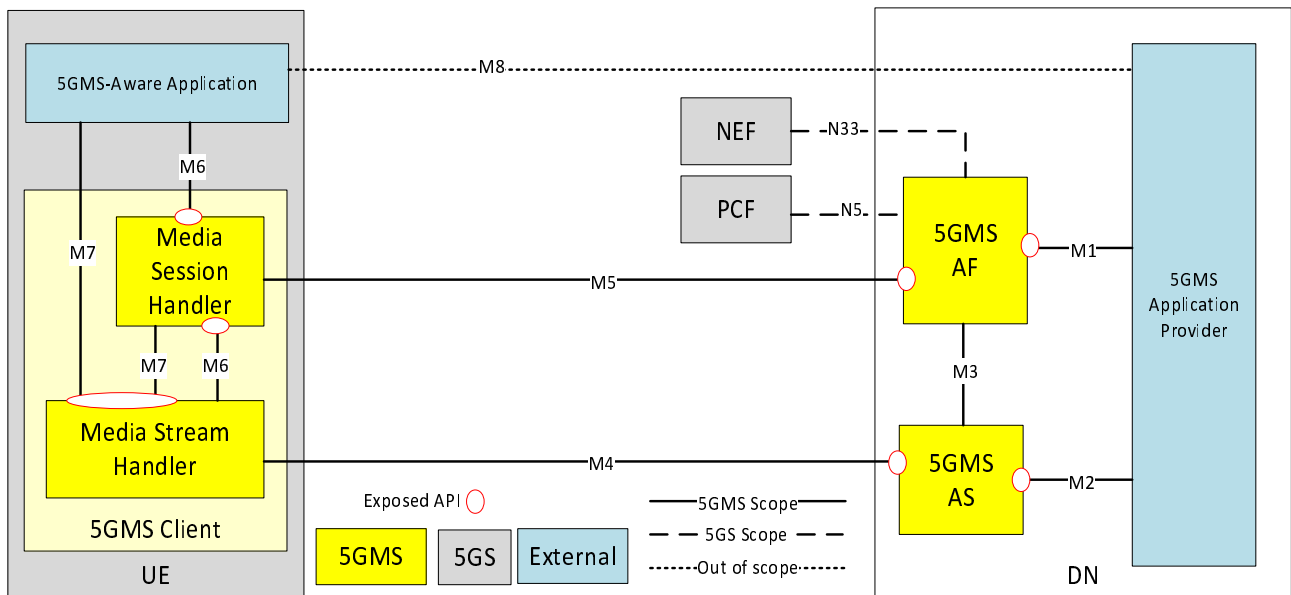 5GMS-Aware Application
M8
NEF
N33
M6
PCF
N5
Media
Session
Handler
M7
5GMS
AF
M1
M5
5GMS
Application
Provider
M7
M6
M3
Media Stream
Handler
M4
5GMS
AS
M2
Exposed API
5GMS Scope
5GMS Client
5GMS
5GS
External
5GS Scope
Out of scope
UE
DN